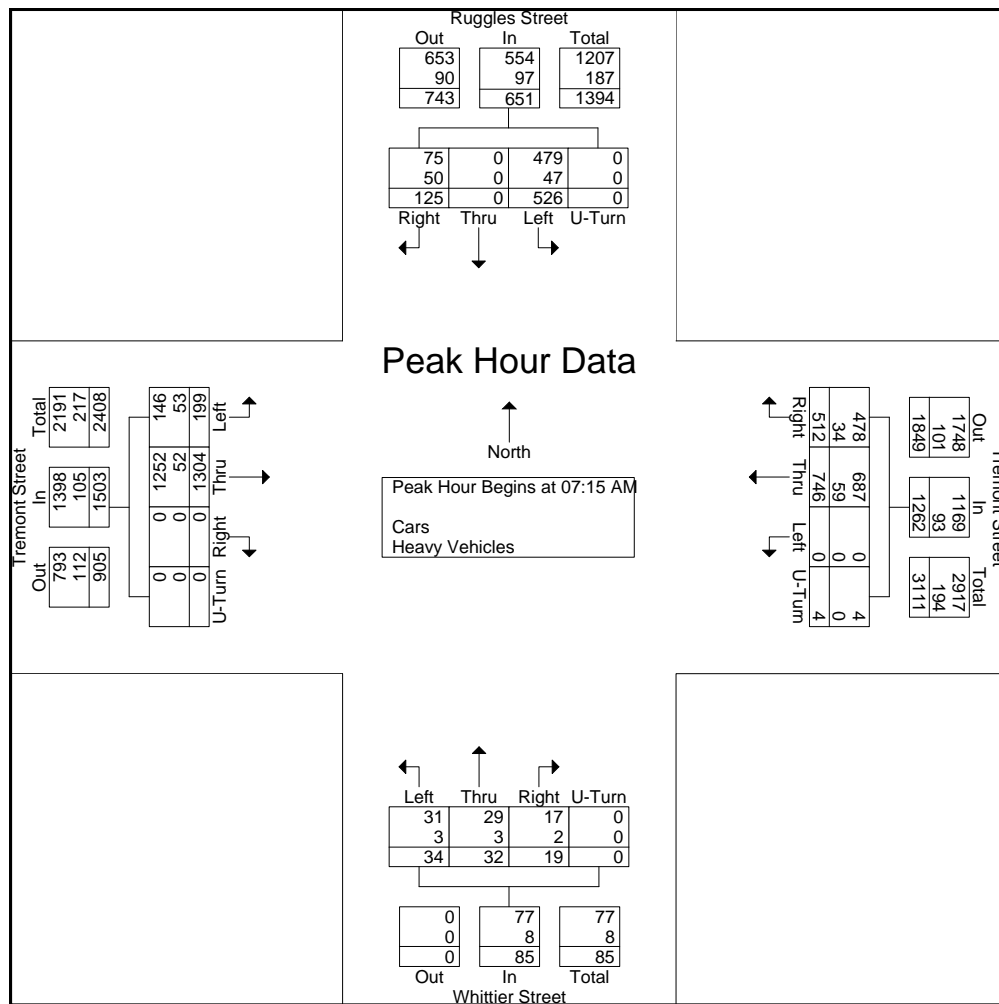 Ruggles Street
Out In Total
653 554 1207
90 97 187
743 651 1394
75 0 479 0
50 0 47 0
125 0 526 0
Right Thru Left U-Turn
Peak Hour Data
North
Peak Hour Begins at 07:15 AM
Cars
Heavy Vehicles
Tremont Street
Total In Out
2191 1398 793
217 105 112
2408 1503 905
146 1252 0 0
53 52 0 0
199 1304 0 0
Left Thru Right U-Turn
Tremont Street
Out In Total
1748 1169 2917
101 93 194
1849 1262 3111
478 687 0 4
34 59 0 0
512 746 0 4
Right Thru Left U-Turn
Left Thru Right U-Turn
31 29 17 0
3 3 2 0
34 32 19 0
0 77 77
0 8 8
0 85 85
Out In Total
Whittier Street